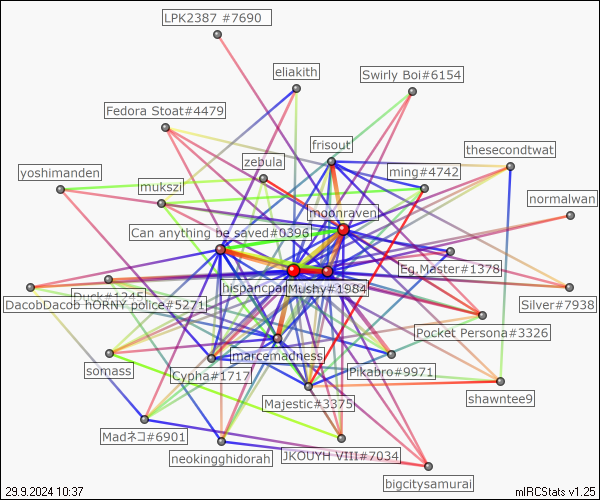 LPK2387 #7690
eliakith
Swirly Boi#6154
Fedora Stoat#4479
frisout
thesecondtwat
zebula
ming#4742
yoshimanden
mukszi
normalwan
moonraven
Can anything be saved#0396
Eg.Master#1378
hispancpar
Mushy#1984
Duck#1245
DacobDacob hORNY police#5271
Silver#7938
Pocket Persona#3326
marcemadness
somass
Cypha#1717
Pikabro#9971
Majestic#3375
shawntee9
Madネコ#6901
neokingghidorah
JKOUYH VIII#7034
bigcitysamurai
29.9.2024 10:37
mIRCStats v1.25